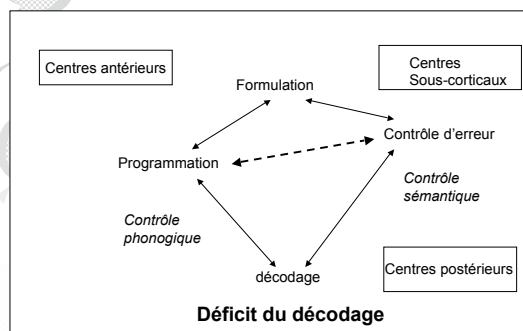 Centres antérieurs
Centres
Sous-corticaux
Formulation
Contrôle d'erreur
Programmation
Contrôle
sémantique
Contrôle
phonogique
décodage
Centres postérieurs
Déficit du décodage